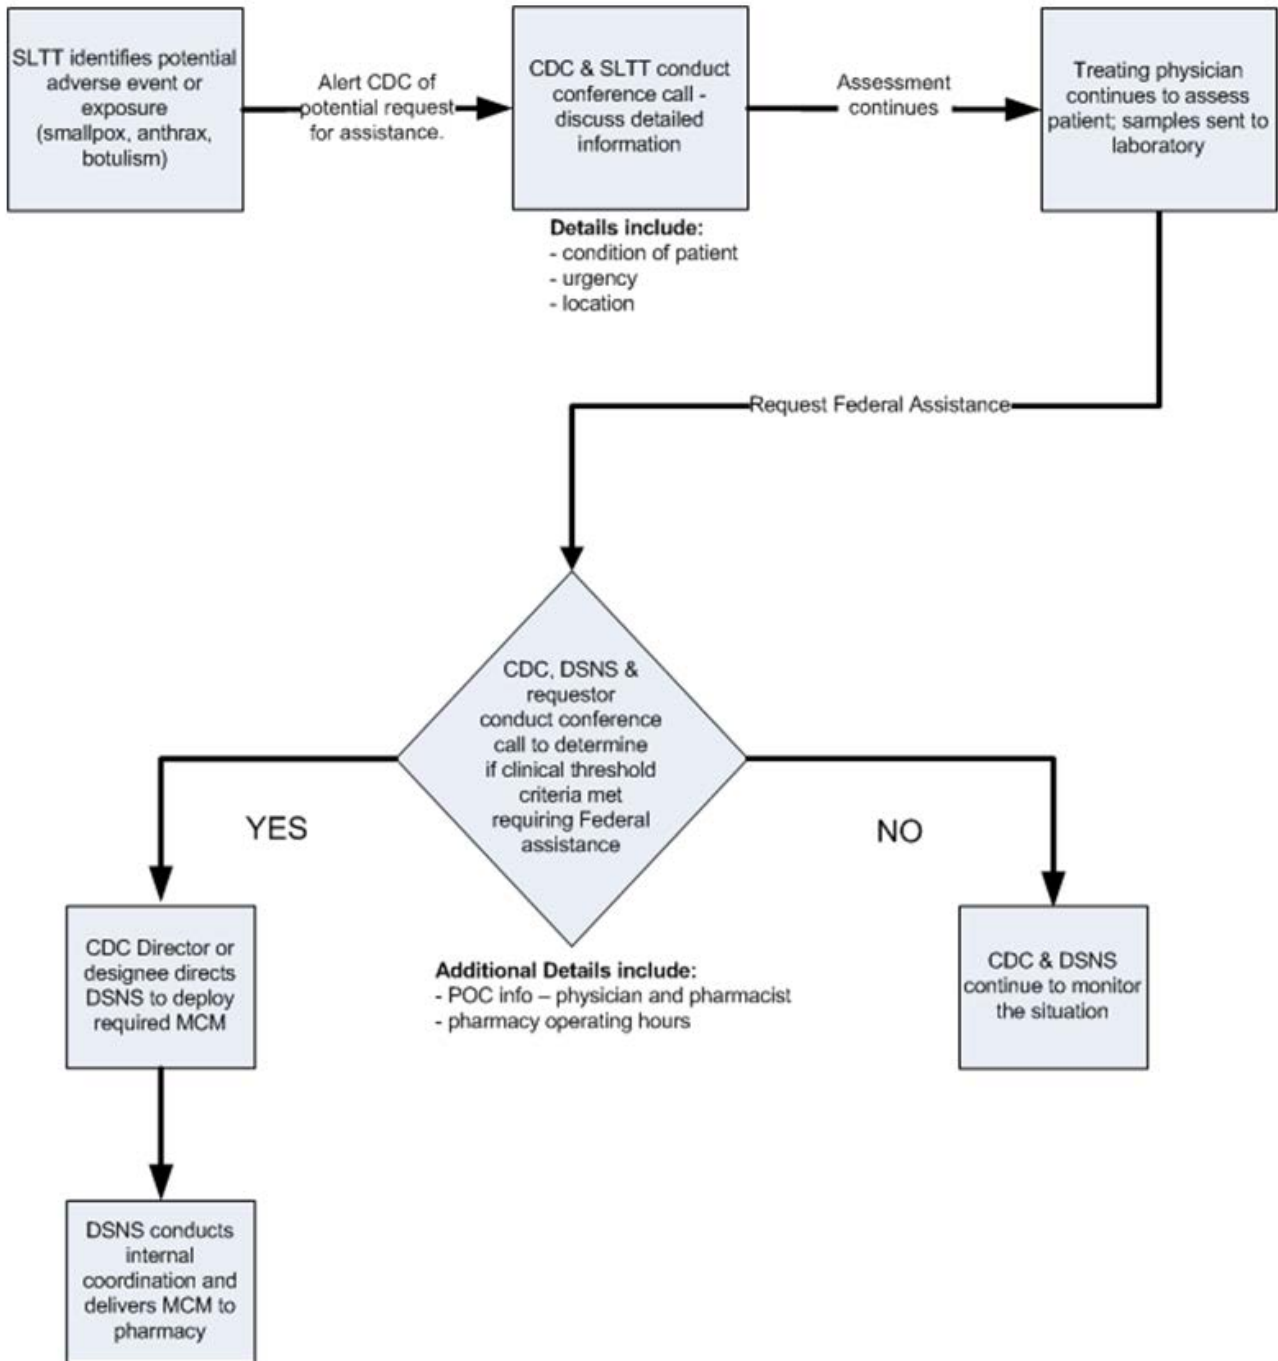 SLTT identifies potential
adverse event or
exposure
(smallpox, anthrax,
botulism)
Alert CDC of
potential request
for assistance.
CDC & SLTT conduct
conference call -
discuss detailed
information
Details include:
- condition of patient
- urgency
- location
Assessment
continues
Treating physician
continues to assess
patient; samples sent to
laboratory
Request Federal Assistance
CDC, DSNS &
requestor
conduct conference
call to determine
if clinical threshold
criteria met
requiring Federal
assistance
YES
NO
Additional Details include:
- POC info – physician and pharmacist
- pharmacy operating hours
CDC Director or
designee directs
DSNS to deploy
required MCM
CDC & DSNS
continue to monitor
the situation
DSNS conducts
internal
coordination and
delivers MCM to
pharmacy